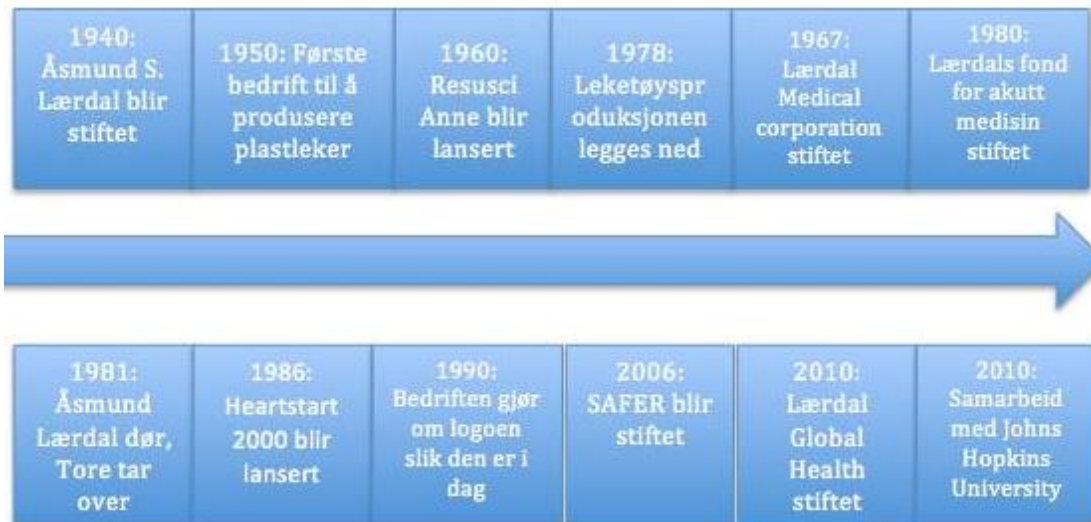 1940:
Åsmund S.
Lærdal blir
stiftet
1950: Første
bedrift til å
produsere
plastleker
1960:
Resusci
Anne blir
lansert
1978:
Leketøyspr
oduksjonen
legges ned
1967:
Lærdal
Medical
corporation
stiftet
1980:
Lærdals fond
for akutt
medisin
stiftet
1981:
Åsmund
Lærdal dør,
Tore tar
over
1986:
Heartstart
2000 blir
lansert
1990:
Bedriften gjør
om logoen
slik den er i
dag
2006:
SAFER blir
stiftet
2010:
Lærdal
Global
Health
stiftet
2010:
Samarbeid
med Johns
Hopkins
University